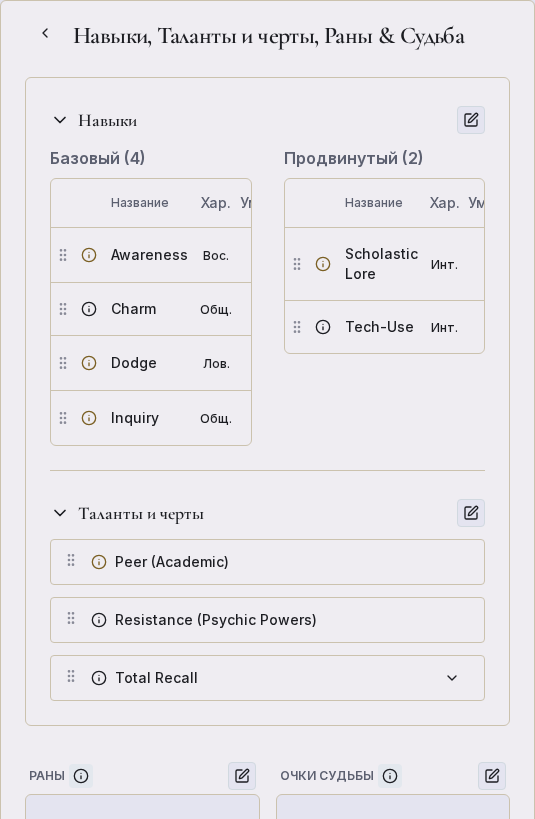 Навыки, Таланты и черты, Раны & Судьба
Навыки
Базовый (4)
Название Хар.
Awareness Вос.
Charm Общ.
Dodge Лов.
Inquiry Общ.
Продвинутый (2)
Название Хар. Ум
Scholastic
Lore Инт.
Tech-Use Инт.
Таланты и черты
Peer (Academic)
Resistance (Psychic Powers)
Total Recall
РАНЫ
ОЧКИ СУДЬБЫ